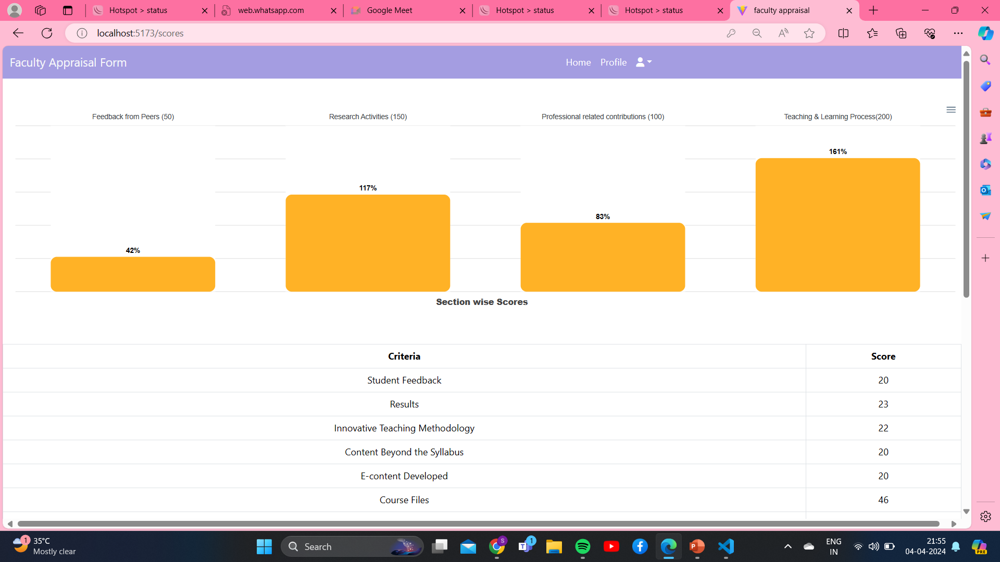 Hotspot > status
web.whatsapp.com
Google Meet
Hotspot > status
Hotspot > status
faculty appraisal
localhost:5173/scores
Faculty Appraisal Form
Home
Profile
Feedback from Peers (50)
Research Activities (150)
Professional related contributions (100)
Teaching & Learning Process(200)
161%
117%
83%
42%
Section wise Scores
Criteria Score
Student Feedback 20
Results 23
Innovative Teaching Methodology 22
Content Beyond the Syllabus 20
E-content Developed 20
Course Files 46
1
35°C
Mostly clear
Search
S
1
ENG
IN
21:55
04-04-2024
PRE